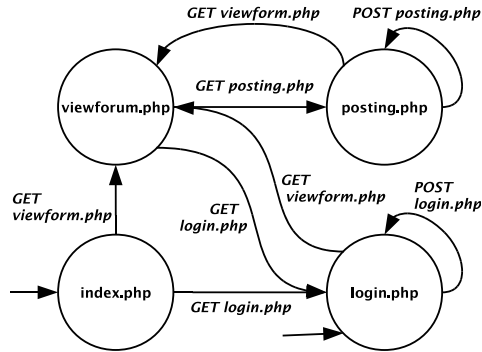 GET viewform.php
POST posting.php
GET posting.php
viewforum.php
posting.php
GET
viewform.php
GET
login.php
GET
viewform.php
POST
login.php
index.php
GET login.php
login.php